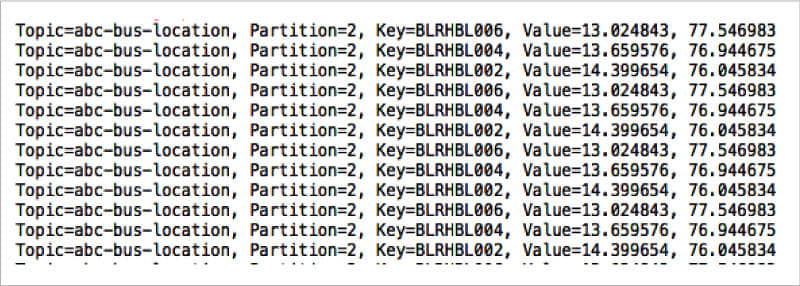 Topic=abc-bus-location, Partition=2, Key=BLRHBL006, Value=13.024843, 77.546983
Topic=abc-bus-location, Partition=2, Key=BLRHBL004, Value=13.659576, 76.944675
Topic=abc-bus-location, Partition=2, Key=BLRHBL002, Value=14.399654, 76.045834
Topic=abc-bus-location, Partition=2, Key=BLRHBL006, Value=13.024843, 77.546983
Topic=abc-bus-location, Partition=2, Key=BLRHBL004, Value=13.659576, 76.944675
Topic=abc-bus-location, Partition=2, Key=BLRHBL002, Value=14.399654, 76.045834
Topic=abc-bus-location, Partition=2, Key=BLRHBL006, Value=13.024843, 77.546983
Topic=abc-bus-location, Partition=2, Key=BLRHBL004, Value=13.659576, 76.944675
Topic=abc-bus-location, Partition=2, Key=BLRHBL002, Value=14.399654, 76.045834
Topic=abc-bus-location, Partition=2, Key=BLRHBL006, Value=13.024843, 77.546983
Topic=abc-bus-location, Partition=2, Key=BLRHBL004, Value=13.659576, 76.944675
Topic=abc-bus-location, Partition=2, Key=BLRHBL002, Value=14.399654, 76.045834